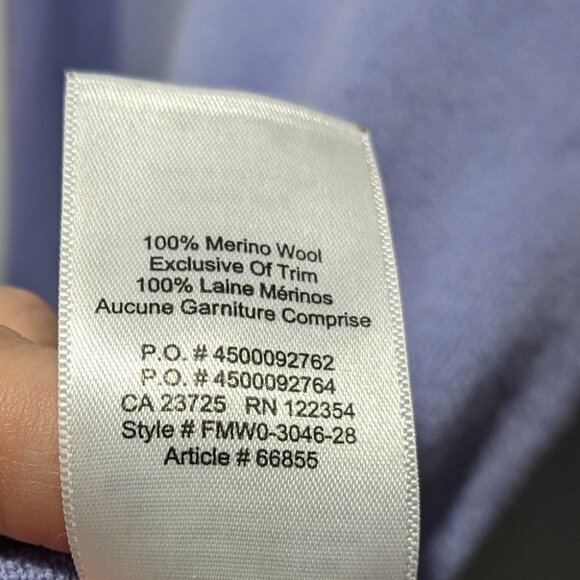 100% Merino Wool
Exclusive Of Trim
100% Laine Mérinos
Aucune Garniture Comprise
P.O. # 4500092762
P.O. # 4500092764
CA 23725 RN 122354
Style # FMW0-3046-28
Article # 66855